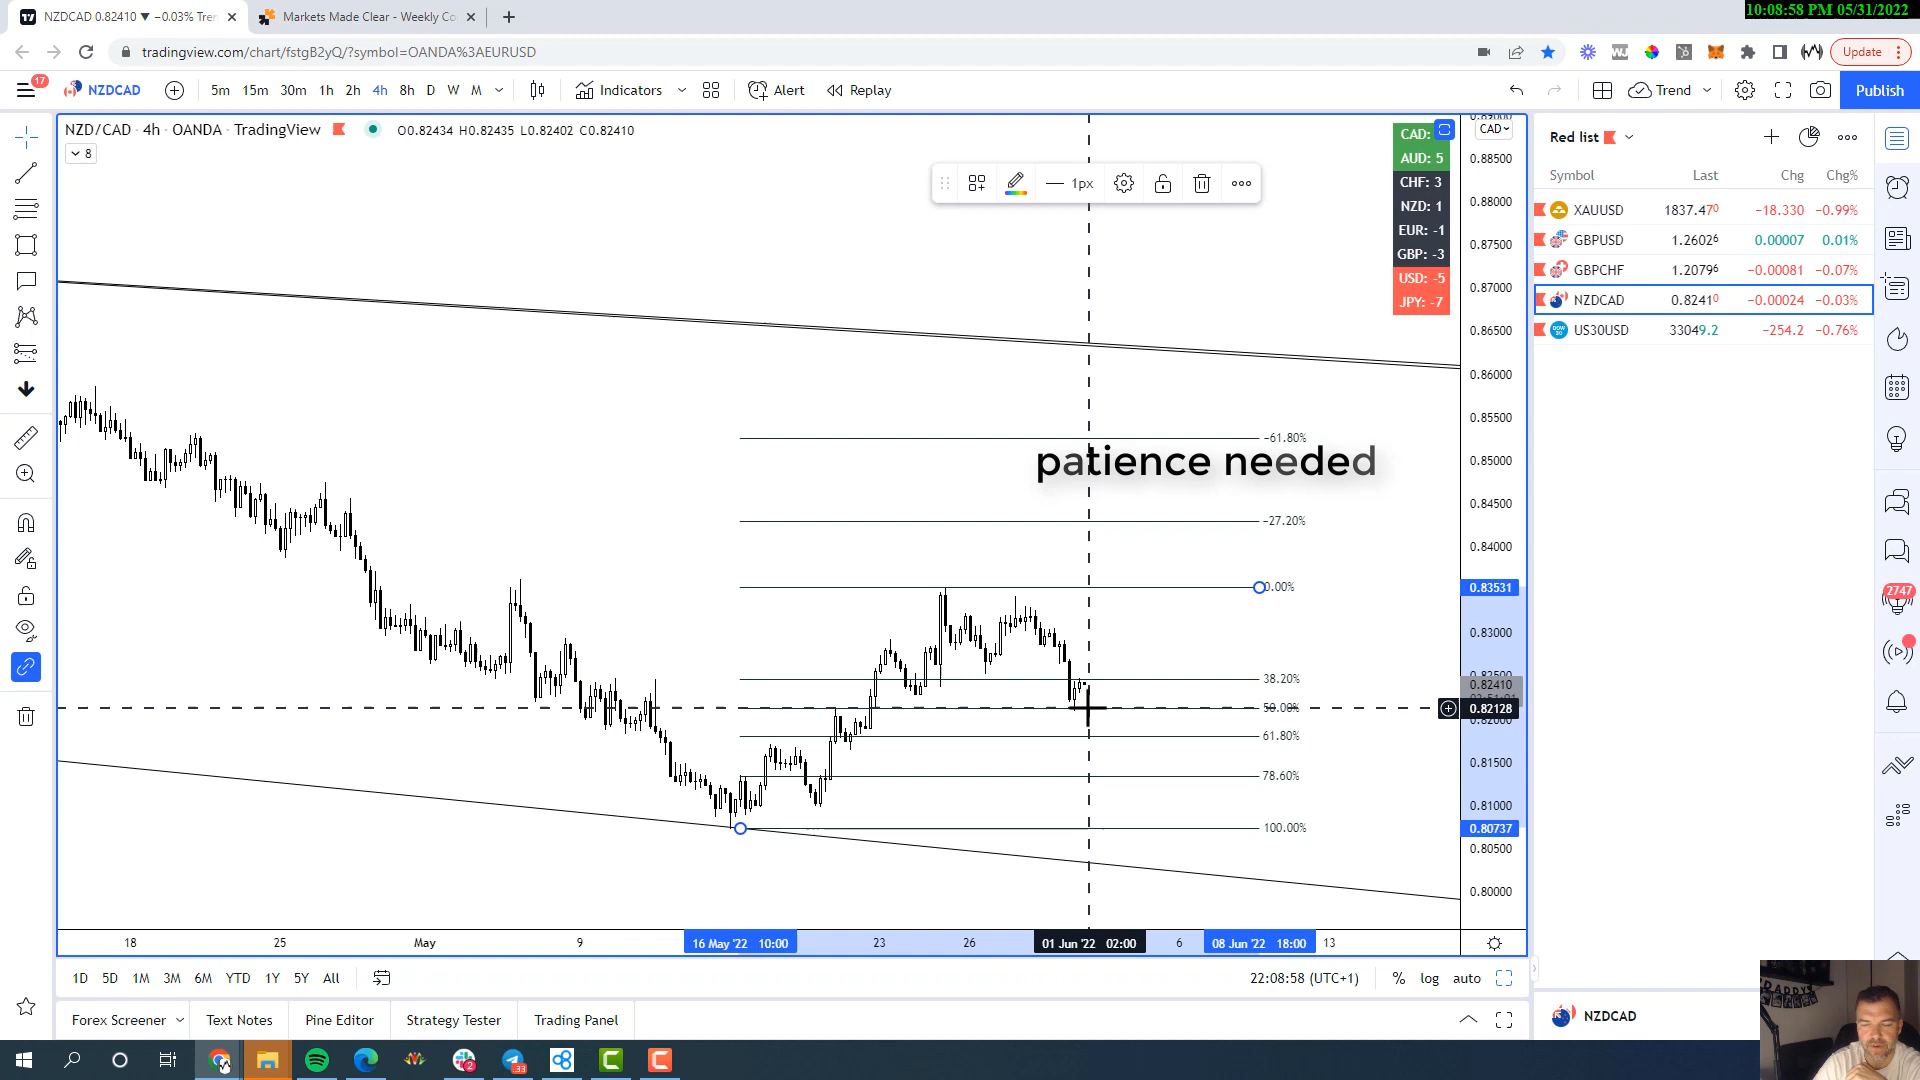 NZDCAD 0.82410 ▼ −0.03% Tre
Markets Made Clear - Weekly Co
10:08:58 PM 05/31/2022
tradingview.com/chart/fstgB2yQ/?symbol=OANDA%3AEURUSD
Update
17
NZDCAD
5m 15m 30m 1h 2h 4h 8h D W M
Indicators
Alert
Replay
Trend
Publish
NZD/CAD · 4h · OANDA · TradingView
O0.82434 H0.82435 L0.82402 C0.82410
8
CAD:
AUD: 5
CHF: 3
NZD: 1
EUR: -1
GBP: -3
USD: -5
JPY: -7
CAD
1px
Red list
Symbol Last Chg Chg%
XAUUSD 1837.470 −18.330 −0.99%
GBPUSD 1.26026 0.00007 0.01%
GBPCHF 1.20796 −0.00081 −0.07%
NZDCAD 0.82410 −0.00024 −0.03%
US30USD 33049.2 −254.2 −0.76%
0.88500
0.88000
0.87500
0.87000
0.86500
0.86000
0.85500
0.85000
0.84500
0.84000
0.83531
0.83000
0.82410
0.82128
0.82000
0.81500
0.81000
0.80737
0.80500
0.80000
−61.80%
patience needed
−27.20%
0.00%
38.20%
50.00%
61.80%
78.60%
100.00%
2747
18 25 May 9 16 May '22 10:00 23 26 01 Jun '22 02:00 6 08 Jun '22 18:00 13
1D 5D 1M 3M 6M YTD 1Y 5Y All
22:08:58 (UTC+1)
% log auto
Forex Screener Text Notes Pine Editor Strategy Tester Trading Panel
NZDCAD
DADDY
2
33